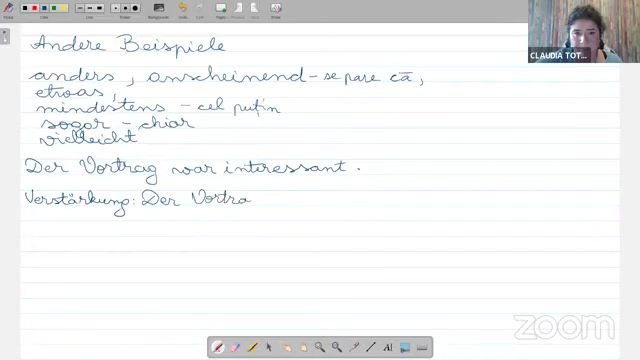 Andere Beispiele
anders, anscheinend - se pare că,
etwas,
mindestens - cel puțin
sogar - chiar
vielleicht
Der Vortrag war interessant.
Verstärkung: Der Vortra
CLAUDIA TOT...
zoom